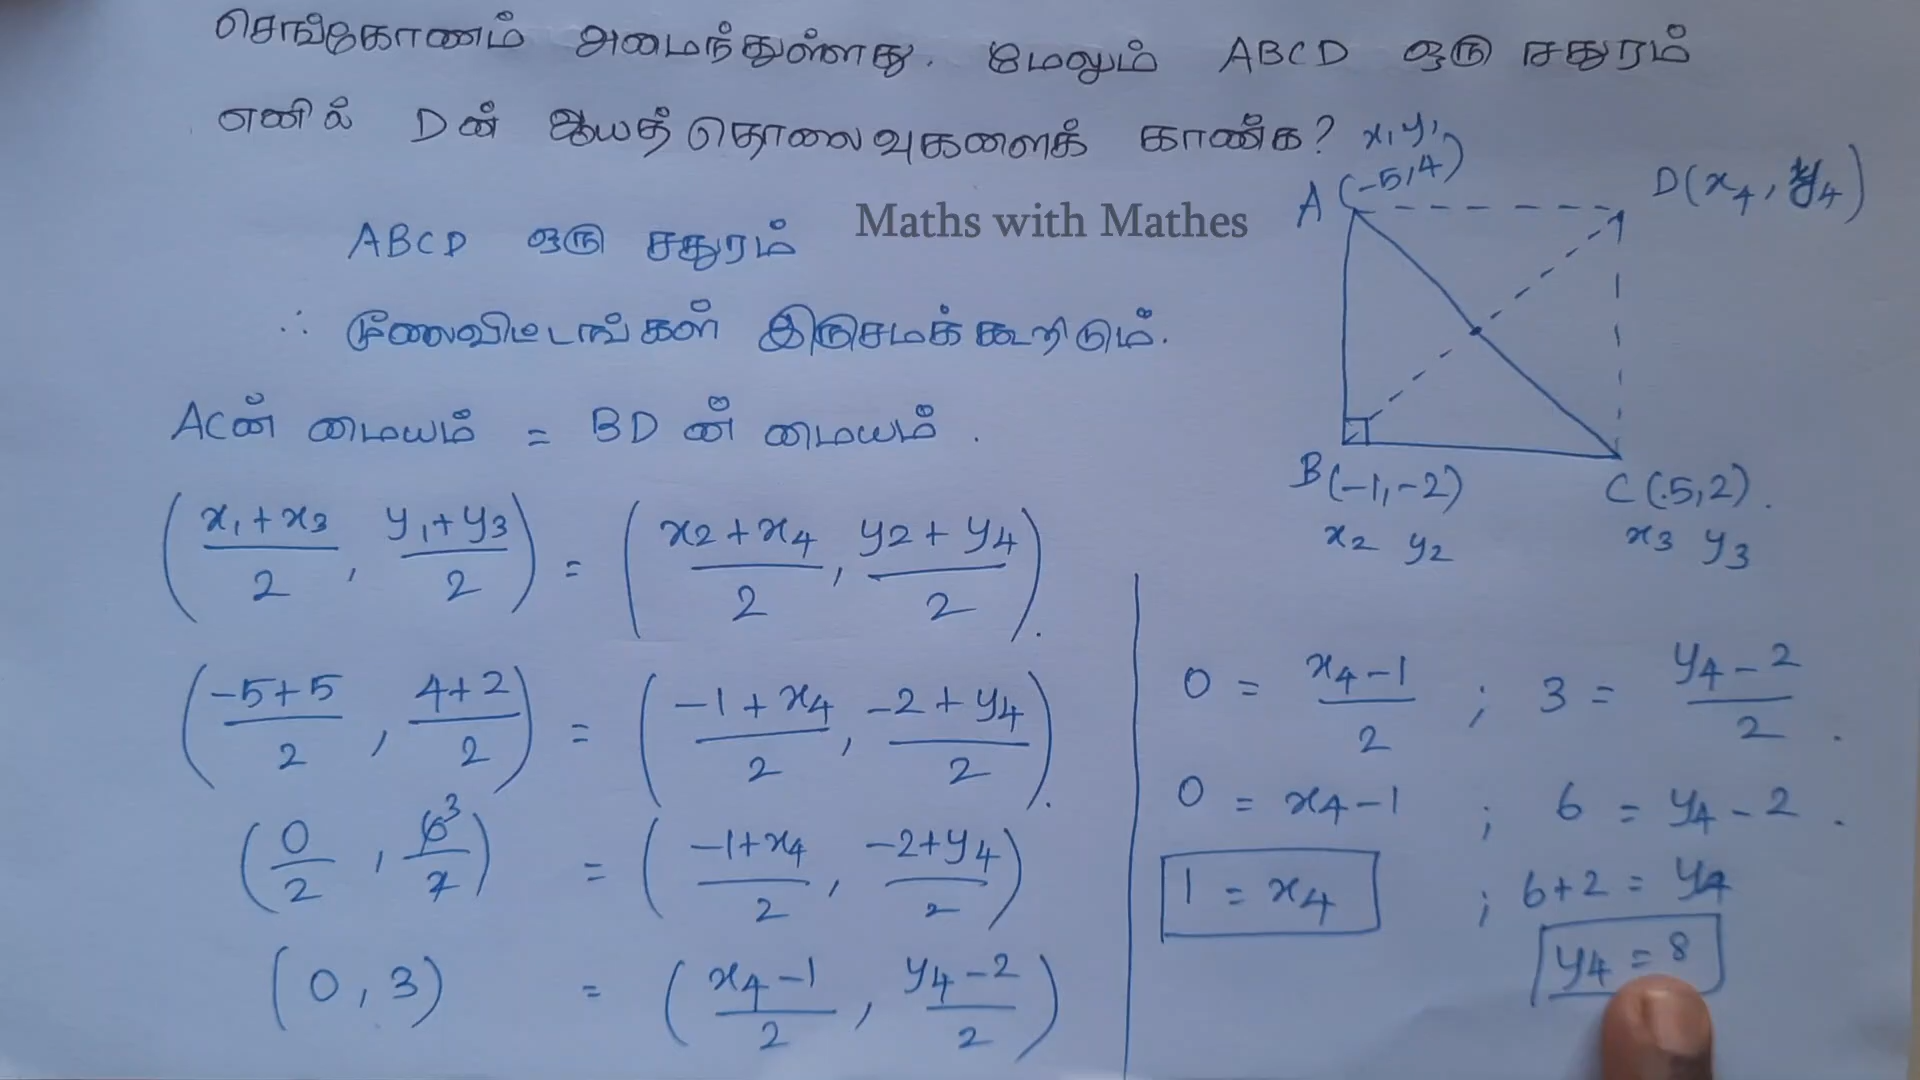 செங்கோணம் அமைந்துள்ளது. மேலும் ABCD ஒரு சதுரம்
எனில் Dன் ஆயத்தொலைவுகளைக் காண்க?
x₁ y₁
A (-5,4)
D(x₄, y₄)
Maths with Mathes
ABCD ஒரு சதுரம்
∴ மூலைவிட்டங்கள் இருசமக்கூறிடும்.
ACன் மையம் = BD ன் மையம்.
B(-1,-2) C(5,2).
x₂ y₂ x₃ y₃
((x₁+x₃)/2, (y₁+y₃)/2) = ((x₂+x₄)/2, (y₂+y₄)/2).
((-5+5)/2, (4+2)/2) = ((-1+x₄)/2, (-2+y₄)/2).
(0/2, 6³/2) = ((-1+x₄)/2, (-2+y₄)/2)
(0,3) = ((x₄-1)/2, (y₄-2)/2)
0 = (x₄-1)/2 ; 3 = (y₄-2)/2.
0 = x₄-1 ; 6 = y₄-2.
1 = x₄ ; 6+2 = y₄
y₄ = 8